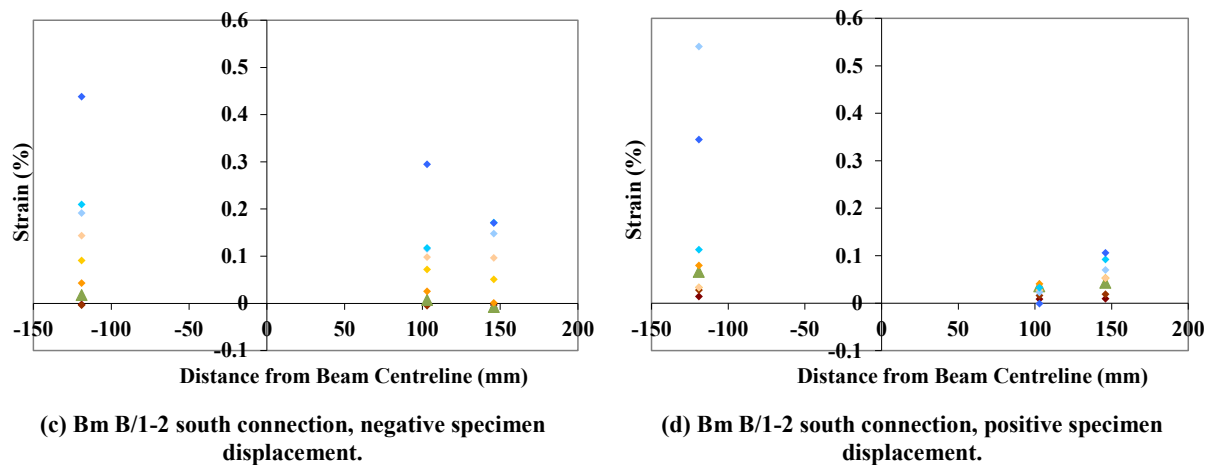 0.6
0.5
0.4
0.3
0.2
0.1
0
-0.1
-150 -100 -50 0 50 100 150 200
Strain (%)
Distance from Beam Centreline (mm)
(c) Bm B/1-2 south connection, negative specimen
displacement.
0.6
0.5
0.4
0.3
0.2
0.1
0
-0.1
-150 -100 -50 0 50 100 150 200
Strain (%)
Distance from Beam Centreline (mm)
(d) Bm B/1-2 south connection, positive specimen
displacement.